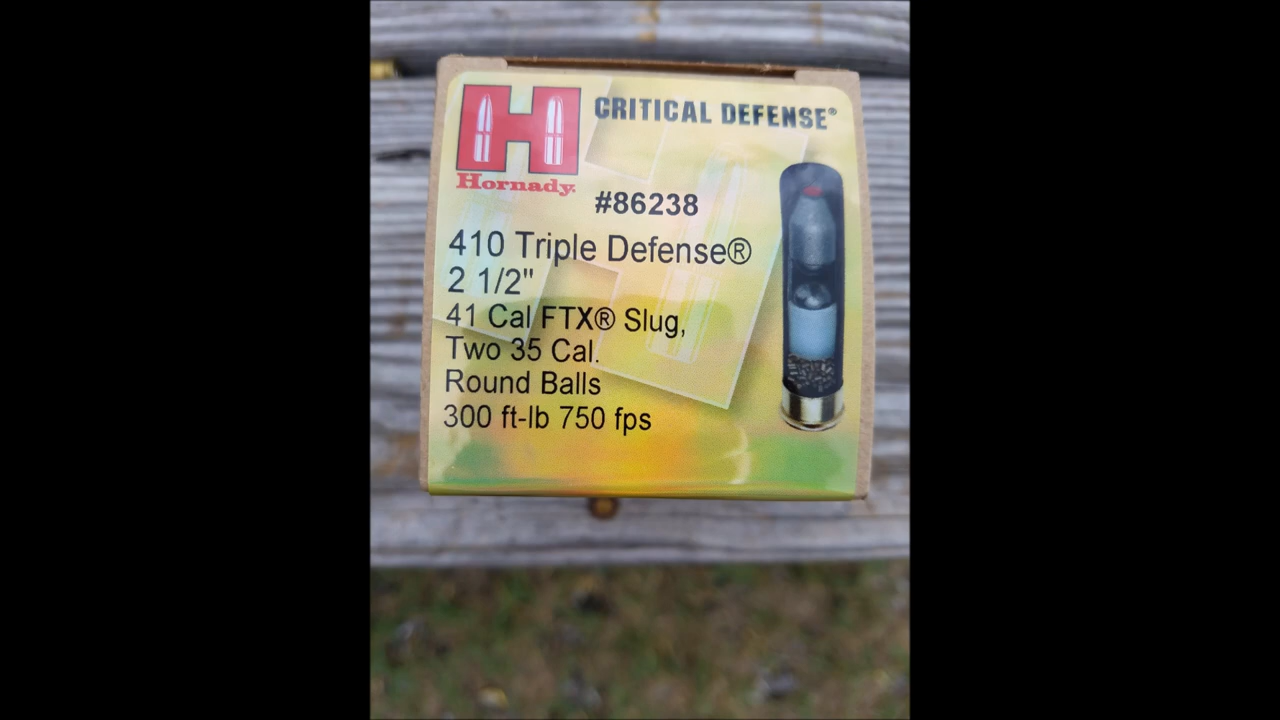 CRITICAL DEFENSE®
Hornady.
#86238
410 Triple Defense®
2 1/2"
41 Cal FTX® Slug,
Two 35 Cal.
Round Balls
300 ft-lb 750 fps